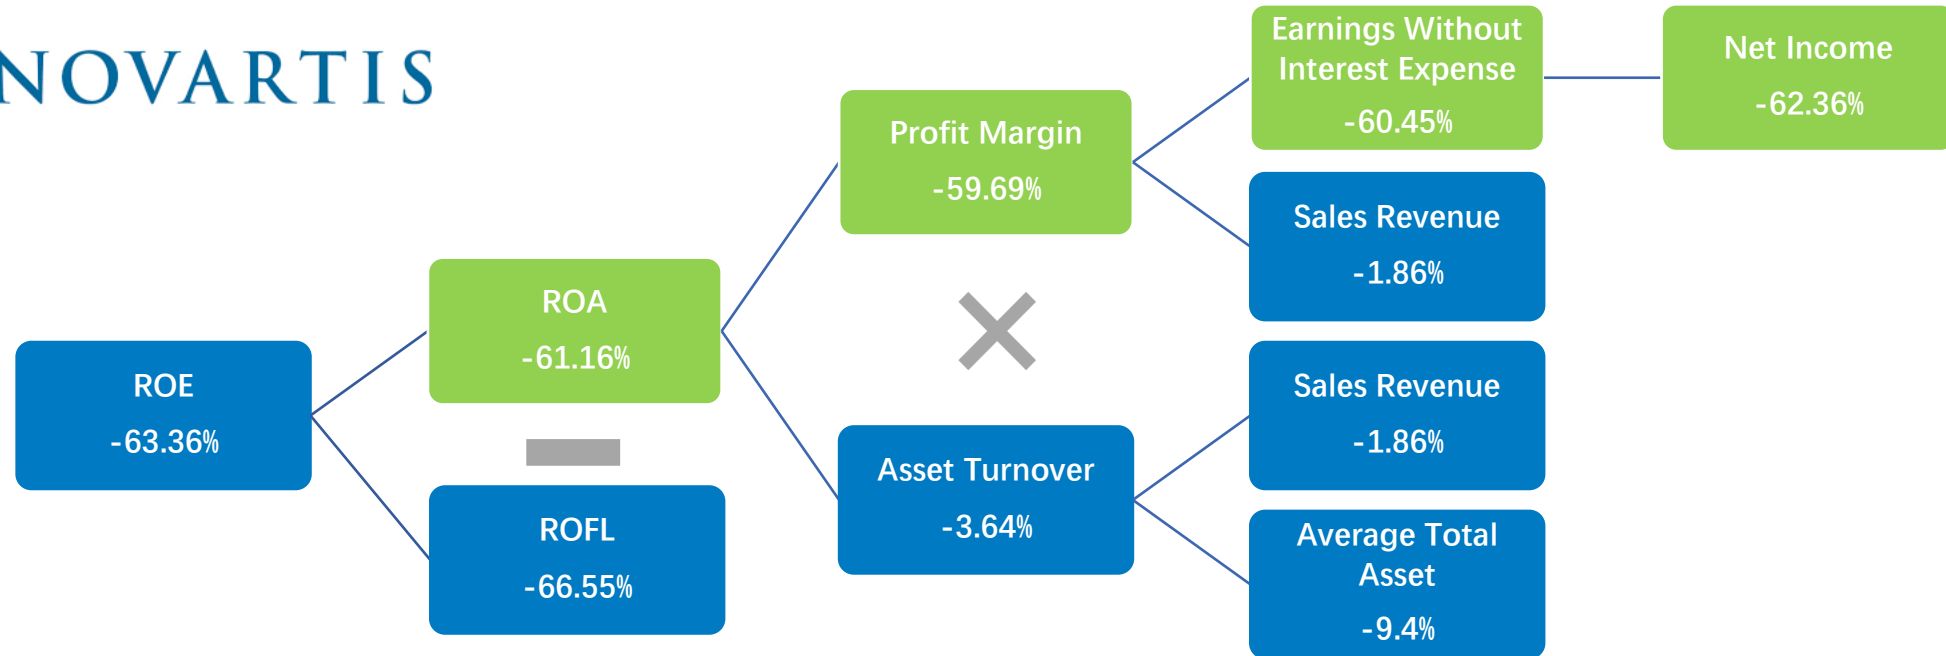 NOVARTIS
Earnings Without
Interest Expense
-60.45%
Net Income
-62.36%
Profit Margin
-59.69%
Sales Revenue
-1.86%
ROA
-61.16%
ROE
-63.36%
Sales Revenue
-1.86%
Asset Turnover
-3.64%
ROFL
-66.55%
Average Total
Asset
-9.4%